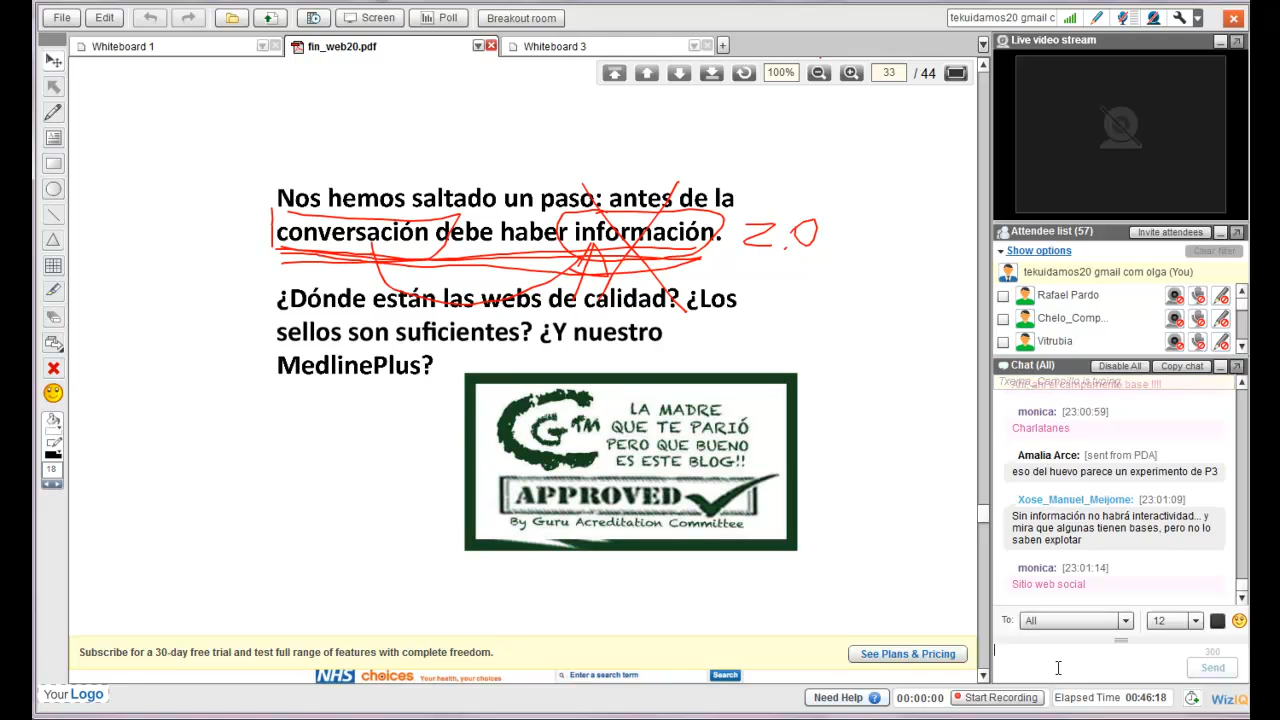 File Edit Screen Poll Breakout room tekuidamos20 gmail c
Whiteboard 1 fin_web20.pdf Whiteboard 3
Live video stream
100% 33 / 44
Nos hemos saltado un paso: antes de la
conversación debe haber información. 2.0
¿Dónde están las webs de calidad? ¿Los
sellos son suficientes? ¿Y nuestro
MedlinePlus?
G™
LA MADRE
QUE TE PARIÓ
PERO QUE BUENO
ES ESTE BLOG!!
APPROVED
By Guru Acreditation Committee
Subscribe for a 30-day free trial and test full range of features with complete freedom. See Plans & Pricing
NHS choices Your health, your choices Enter a search term Search
18
Attendee list (57) Invite attendees
Show options Clear filter
tekuidamos20 gmail com olga (You)
Rafael Pardo
Chelo_Comp...
Vitrubia
Chat (All) Disable All Copy chat
monica: [23:00:59]
Charlatanes
Amalia Arce: [sent from PDA]
eso del huevo parece un experimento de P3
Xose_Manuel_Meijome: [23:01:09]
Sin información no habrá interactividad... y
mira que algunas tienen bases, pero no lo
saben explotar
monica: [23:01:14]
Sitio web social
To: All 12
300
Send
Your Logo Need Help ? 00:00:00 Start Recording Elapsed Time 00:46:18 WizIQ